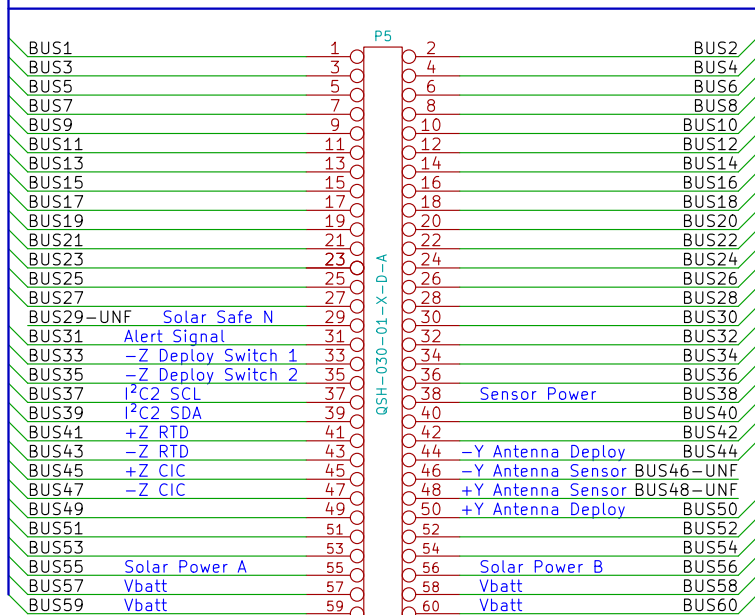 P5
BUS1 1 2 BUS2
BUS3 3 4 BUS4
BUS5 5 6 BUS6
BUS7 7 8 BUS8
BUS9 9 10 BUS10
BUS11 11 12 BUS12
BUS13 13 14 BUS14
BUS15 15 16 BUS16
BUS17 17 18 BUS18
BUS19 19 20 BUS20
BUS21 21 22 BUS22
BUS23 23 24 BUS24
BUS25 25 26 BUS26
BUS27 27 28 BUS28
BUS29-UNF Solar Safe N 29 30 BUS30
BUS31 Alert Signal 31 32 BUS32
BUS33 -Z Deploy Switch 1 33 34 BUS34
BUS35 -Z Deploy Switch 2 35 36 BUS36
BUS37 I²C2 SCL 37 38 Sensor Power BUS38
BUS39 I²C2 SDA 39 40 BUS40
BUS41 +Z RTD 41 42 BUS42
BUS43 -Z RTD 43 44 -Y Antenna Deploy BUS44
BUS45 +Z CIC 45 46 -Y Antenna Sensor BUS46-UNF
BUS47 -Z CIC 47 48 +Y Antenna Sensor BUS48-UNF
BUS49 49 50 +Y Antenna Deploy BUS50
BUS51 51 52 BUS52
BUS53 53 54 BUS54
BUS55 Solar Power A 55 56 Solar Power B BUS56
BUS57 Vbatt 57 58 Vbatt BUS58
BUS59 Vbatt 59 60 Vbatt BUS60
QSH-030-01-X-D-A